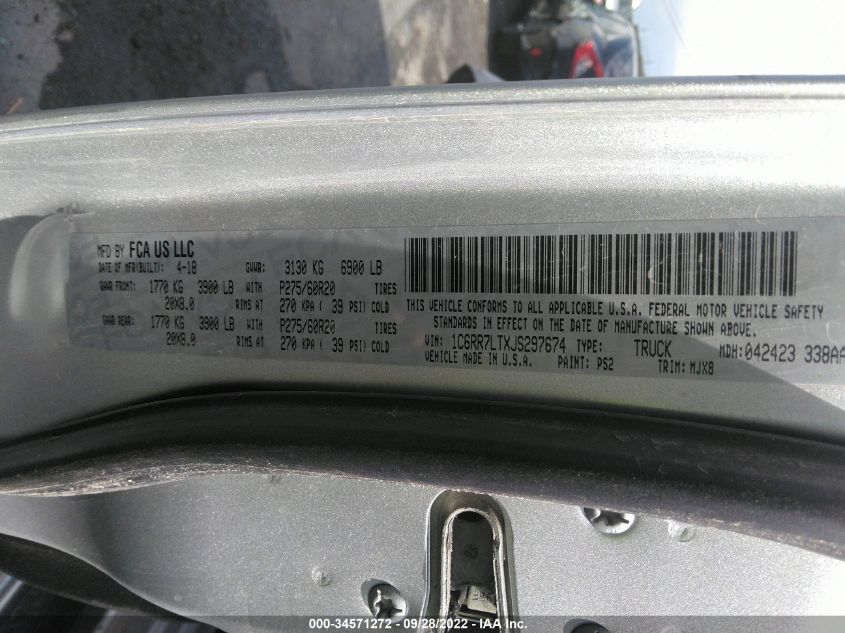 MFD BY FCA US LLC
DATE OF MFR(BUILT): 4-18 GVWR: 3130 KG 6900 LB
GAWR FRONT: 1770 KG 3900 LB WITH P275/60R20 TIRES
20X8.0 RIMS AT 270 KPA ( 39 PSI) COLD
GAWR REAR: 1770 KG 3900 LB WITH P275/60R20 TIRES
20X8.0 RIMS AT 270 KPA ( 39 PSI) COLD
THIS VEHICLE CONFORMS TO ALL APPLICABLE U.S.A. FEDERAL MOTOR VEHICLE SAFETY
STANDARDS IN EFFECT ON THE DATE OF MANUFACTURE SHOWN ABOVE.
VIN: 1C6RR7LTXJS297674 TYPE: TRUCK MDH: 042423 338AA
VEHICLE MADE IN U.S.A. PAINT: PS2 TRIM: MJX8
000-34571272 - 09/28/2022 - IAA Inc.